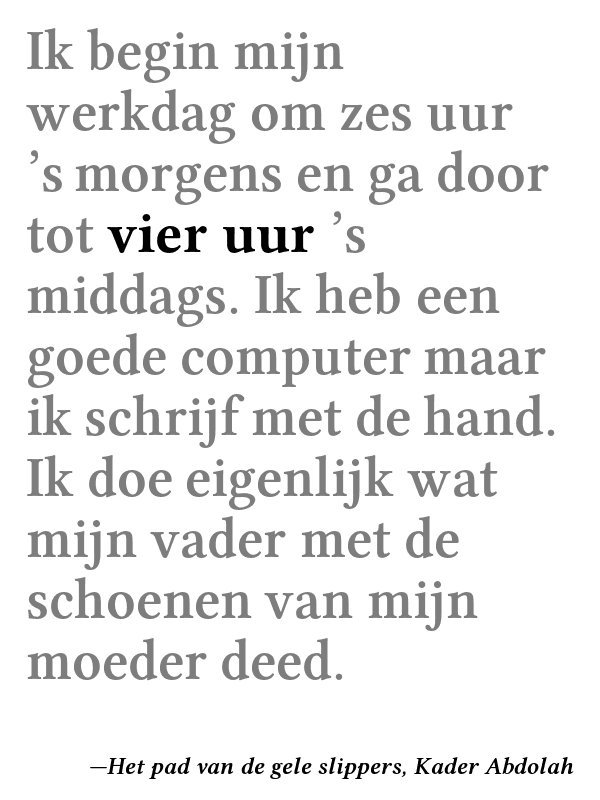 Ik begin mijn
werkdag om zes uur
’s morgens en ga door
tot vier uur ’s
middags. Ik heb een
goede computer maar
ik schrijf met de hand.
Ik doe eigenlijk wat
mijn vader met de
schoenen van mijn
moeder deed.
—Het pad van de gele slippers, Kader Abdolah